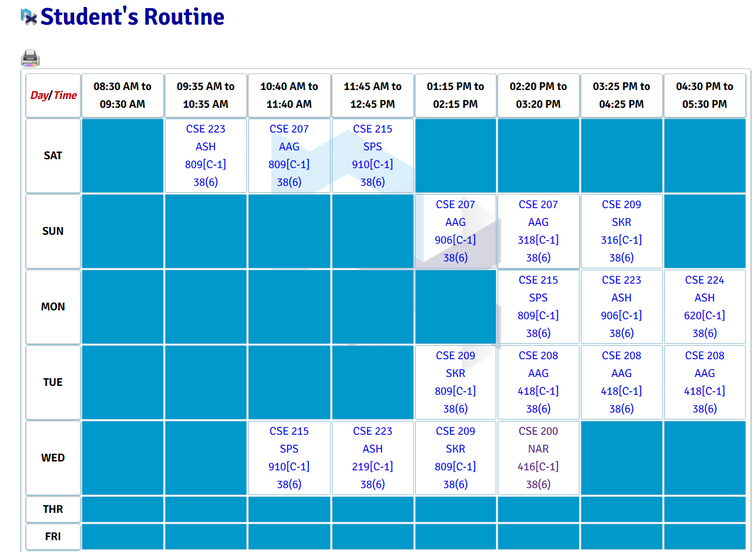 Student's Routine
Day/Time
08:30 AM to
09:30 AM
09:35 AM to
10:35 AM
10:40 AM to
11:40 AM
11:45 AM to
12:45 PM
01:15 PM to
02:15 PM
02:20 PM to
03:20 PM
03:25 PM to
04:25 PM
04:30 PM to
05:30 PM
SAT
CSE 223
ASH
809[C-1]
38(6)
CSE 207
AAG
809[C-1]
38(6)
CSE 215
SPS
910[C-1]
38(6)
SUN
CSE 207
AAG
906[C-1]
38(6)
CSE 207
AAG
318[C-1]
38(6)
CSE 209
SKR
316[C-1]
38(6)
MON
CSE 215
SPS
809[C-1]
38(6)
CSE 223
ASH
906[C-1]
38(6)
CSE 224
ASH
620[C-1]
38(6)
TUE
CSE 209
SKR
809[C-1]
38(6)
CSE 208
AAG
418[C-1]
38(6)
CSE 208
AAG
418[C-1]
38(6)
CSE 208
AAG
418[C-1]
38(6)
WED
CSE 215
SPS
910[C-1]
38(6)
CSE 223
ASH
219[C-1]
38(6)
CSE 209
SKR
809[C-1]
38(6)
CSE 200
NAR
416[C-1]
38(6)
THR
FRI